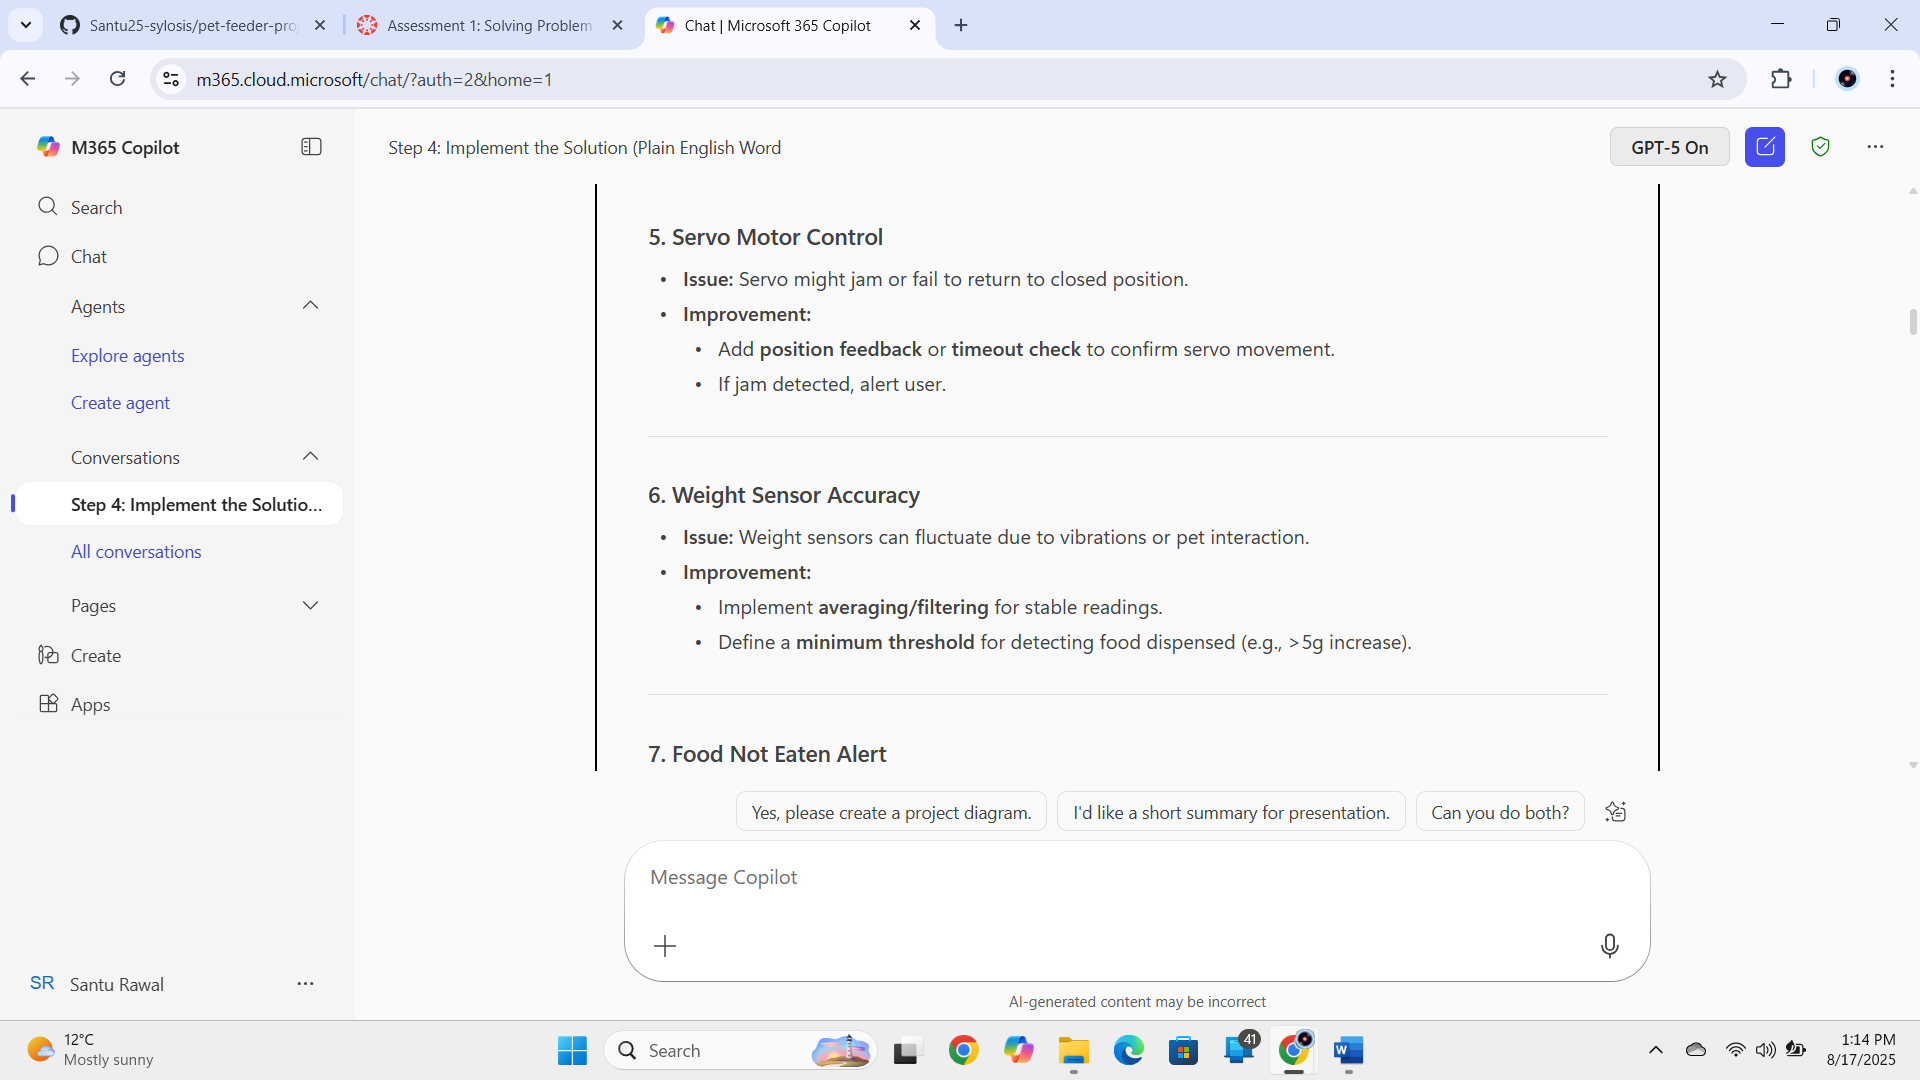 Santu25-sylosis/pet-feeder-pro
Assessment 1: Solving Problem
Chat | Microsoft 365 Copilot
m365.cloud.microsoft/chat/?auth=2&home=1
M365 Copilot
Step 4: Implement the Solution (Plain English Word
GPT-5 On
Search
Chat
Agents
Explore agents
Create agent
Conversations
Step 4: Implement the Solutio...
All conversations
Pages
Create
Apps
5. Servo Motor Control
• Issue: Servo might jam or fail to return to closed position.
• Improvement:
• Add position feedback or timeout check to confirm servo movement.
• If jam detected, alert user.
6. Weight Sensor Accuracy
• Issue: Weight sensors can fluctuate due to vibrations or pet interaction.
• Improvement:
• Implement averaging/filtering for stable readings.
• Define a minimum threshold for detecting food dispensed (e.g., >5g increase).
7. Food Not Eaten Alert
Yes, please create a project diagram.
I'd like a short summary for presentation.
Can you do both?
Message Copilot
AI-generated content may be incorrect
SR Santu Rawal
12°C
Mostly sunny
Search
41
1:14 PM
8/17/2025